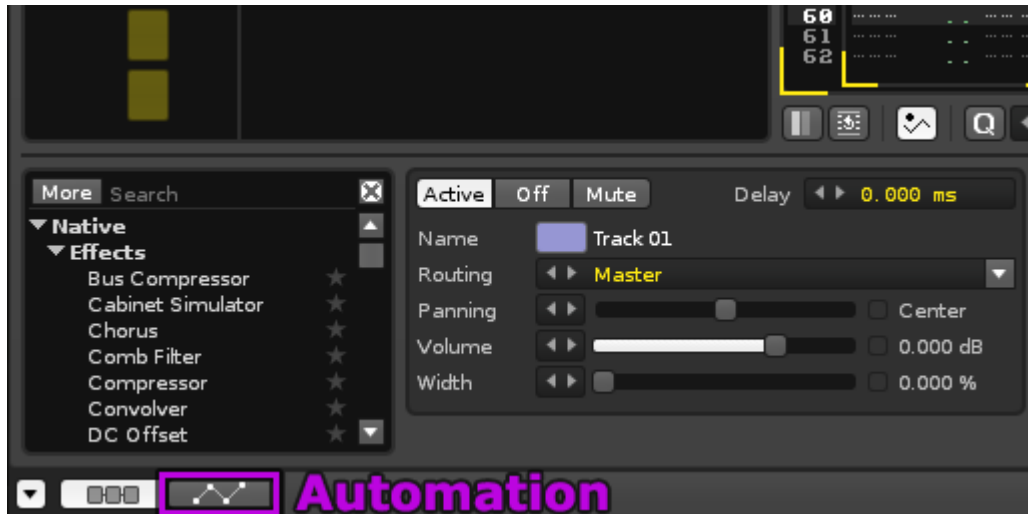 60
61
62
Q
More Search
Native
Effects
Bus Compressor
Cabinet Simulator
Chorus
Comb Filter
Compressor
Convolver
DC Offset
Active Off Mute Delay 0.000 ms
Name Track 01
Routing Master
Panning Center
Volume 0.000 dB
Width 0.000 %
Automation